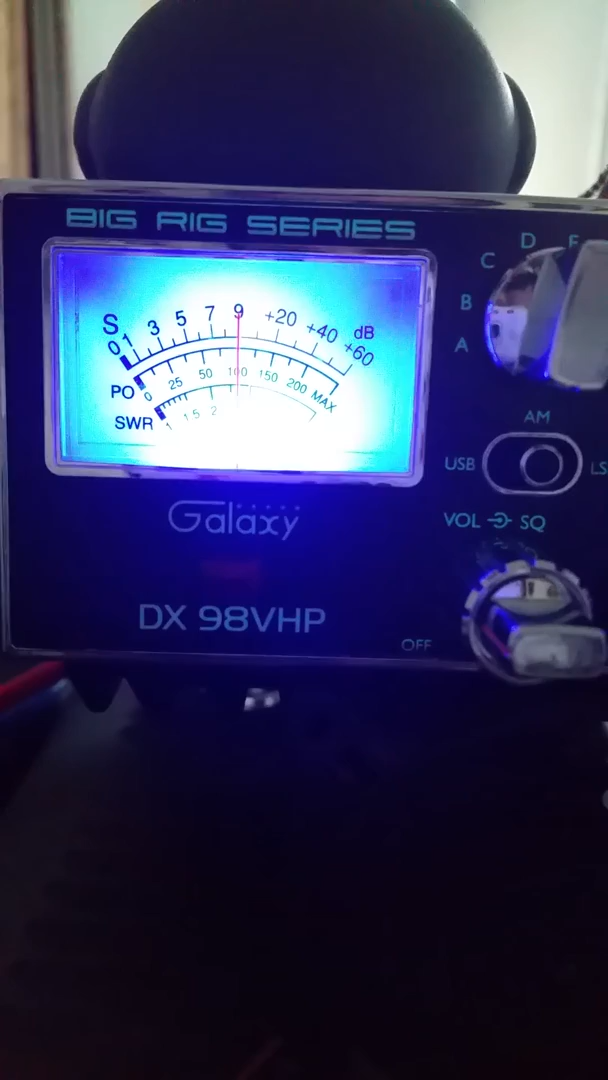 BIG RIG SERIES
S 0 1 3 5 7 9 +20 +40 +60 dB
PO 0 25 50 100 150 200 MAX
SWR 1 1.5 2
Galaxy
DX 98VHP
A B C D
AM
USB
VOL SQ
OFF